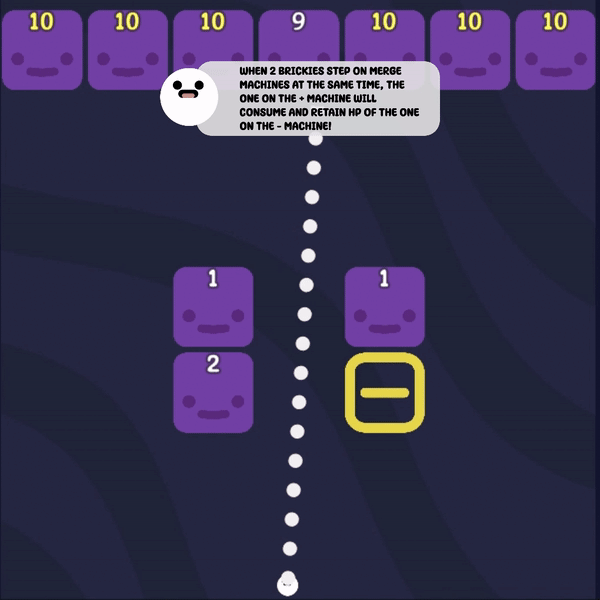 10 10 10 9 10 10 10
WHEN 2 BRICKIES STEP ON MERGE
MACHINES AT THE SAME TIME, THE
ONE ON THE + MACHINE WILL
CONSUME AND RETAIN HP OF THE ONE
ON THE - MACHINE!
1 1
2